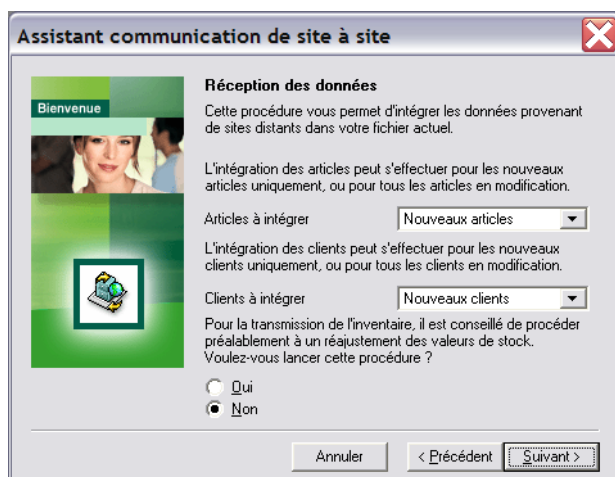 Assistant communication de site à site
Bienvenue
Réception des données
Cette procédure vous permet d'intégrer les données provenant
de sites distants dans votre fichier actuel.
L'intégration des articles peut s'effectuer pour les nouveaux
articles uniquement, ou pour tous les articles en modification.
Articles à intégrer
Nouveaux articles
L'intégration des clients peut s'effectuer pour les nouveaux
clients uniquement, ou pour tous les clients en modification.
Clients à intégrer
Nouveaux clients
Pour la transmission de l'inventaire, il est conseillé de procéder
préalablement à un réajustement des valeurs de stock.
Voulez-vous lancer cette procédure ?
Oui
Non
Annuler
< Précédent
Suivant >